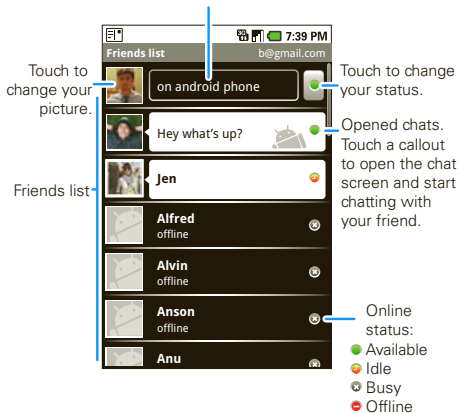 7:39 PM
Friends list
b@gmail.com
Touch to
change your
picture.
on android phone
Touch to change
your status.
Hey what's up?
Opened chats.
Touch a callout
to open the chat
screen and start
chatting with
your friend.
Friends list
Jen
Alfred
offline
Alvin
offline
Anson
offline
Anu
Online
status:
Available
Idle
Busy
Offline